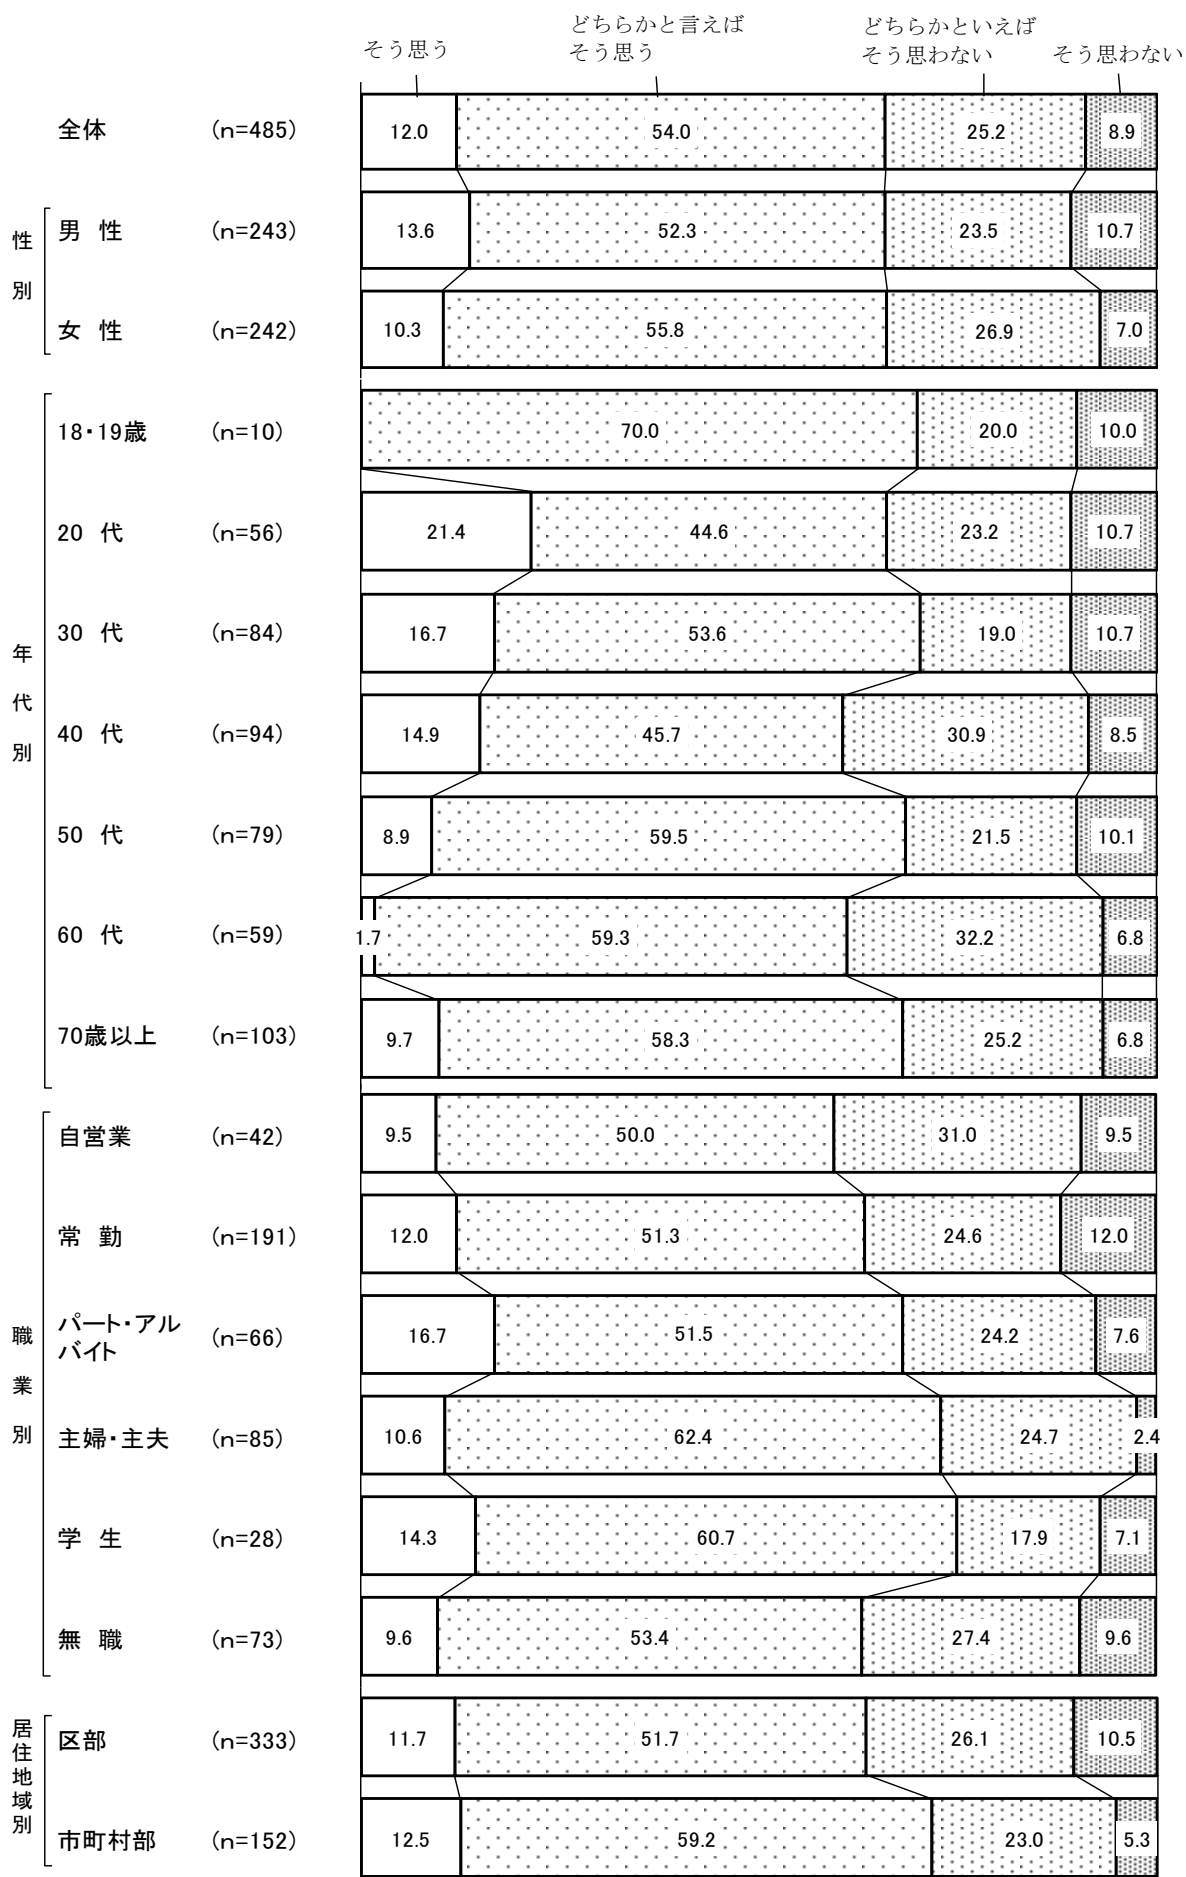 どちらかと言えば
そう思う
どちらかといえば
そう思わない
そう思う
そう思わない
全体 (n=485) 12.0 54.0 25.2 8.9
性別
男 性 (n=243) 13.6 52.3 23.5 10.7
女 性 (n=242) 10.3 55.8 26.9 7.0
年代別
18・19歳 (n=10) 70.0 20.0 10.0
20 代 (n=56) 21.4 44.6 23.2 10.7
30 代 (n=84) 16.7 53.6 19.0 10.7
40 代 (n=94) 14.9 45.7 30.9 8.5
50 代 (n=79) 8.9 59.5 21.5 10.1
60 代 (n=59) 1.7 59.3 32.2 6.8
70歳以上 (n=103) 9.7 58.3 25.2 6.8
職業別
自営業 (n=42) 9.5 50.0 31.0 9.5
常 勤 (n=191) 12.0 51.3 24.6 12.0
パート・アル
バイト (n=66) 16.7 51.5 24.2 7.6
主婦・主夫 (n=85) 10.6 62.4 24.7 2.4
学 生 (n=28) 14.3 60.7 17.9 7.1
無 職 (n=73) 9.6 53.4 27.4 9.6
居住地域別
区部 (n=333) 11.7 51.7 26.1 10.5
市町村部 (n=152) 12.5 59.2 23.0 5.3